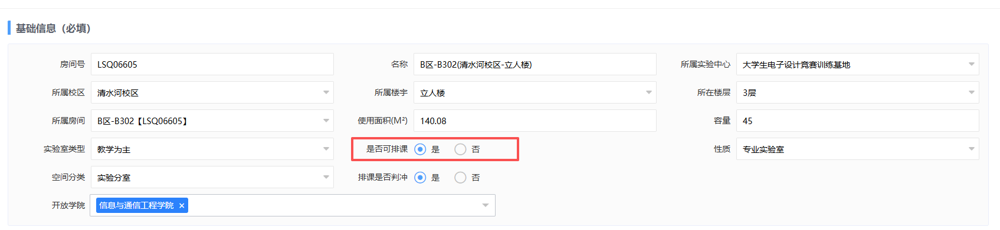 基础信息（必填）
房间号 LSQ06605 名称 B区-B302(清水河校区-立人楼) 所属实验中心 大学生电子设计竞赛训练基地
所属校区 清水河校区 所属楼宇 立人楼 所在楼层 3层
所属房间 B区-B302【LSQ06605】 使用面积(M²) 140.08 容量 45
实验室类型 教学为主 是否可排课 是 否 性质 专业实验室
空间分类 实验分室 排课是否判冲 是 否
开放学院 信息与通信工程学院 ×